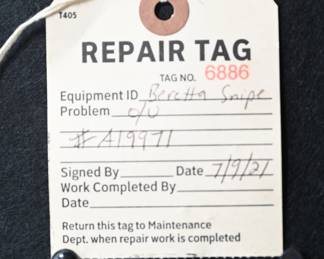 T405
REPAIR TAG
TAG NO. 6886
Equipment ID Beretta Snipe
Problem O/U
# A19971
Signed By Date 7/9/21
Work Completed By
Date
Return this tag to Maintenance
Dept. when repair work is completed